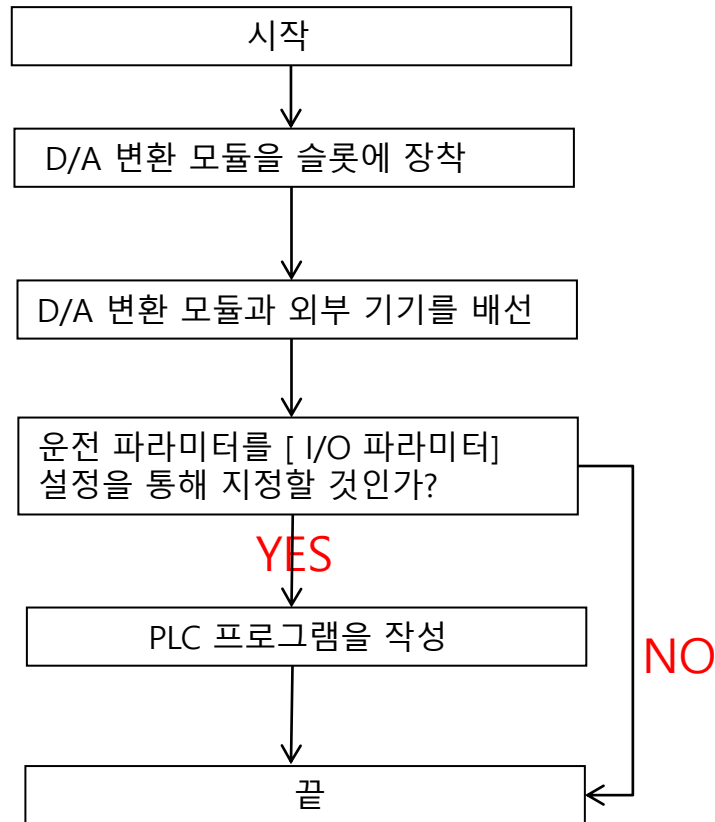 시작
D/A 변환 모듈을 슬롯에 장착
D/A 변환 모듈과 외부 기기를 배선
운전 파라미터를 [ I/O 파라미터]
설정을 통해 지정할 것인가?
YES
PLC 프로그램을 작성
NO
끝